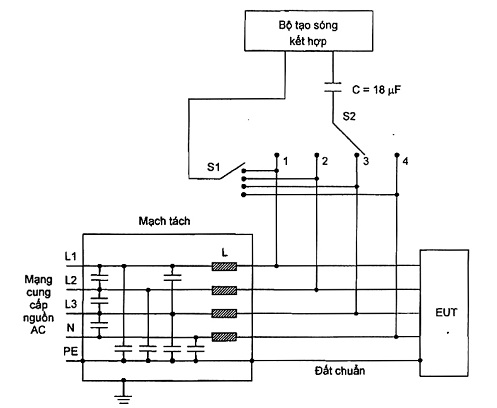 Bộ tạo sóng
kết hợp
C = 18 µF
S2
S1
1
2
3
4
Mạch tách
L1
L
L2
L3
N
PE
Mạng
cung
cấp
nguồn
AC
EUT
Đất chuẩn